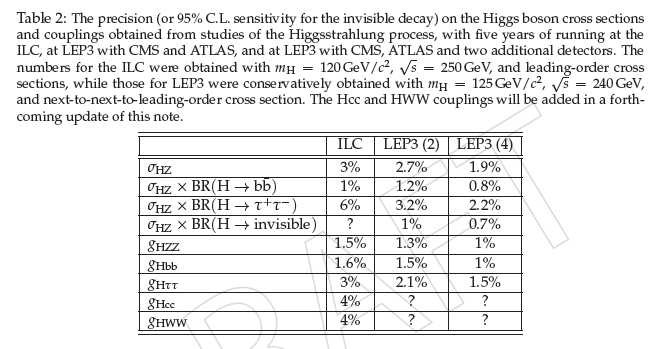 Table 2: The precision (or 95% C.L. sensitivity for the invisible decay) on the Higgs boson cross sections
and couplings obtained from studies of the Higgsstrahlung process, with five years of running at the
ILC, at LEP3 with CMS and ATLAS, and at LEP3 with CMS, ATLAS and two additional detectors. The
numbers for the ILC were obtained with mH = 120 GeV/c², √s = 250 GeV, and leading-order cross
sections, while those for LEP3 were conservatively obtained with mH = 125 GeV/c², √s = 240 GeV,
and next-to-next-to-leading-order cross section. The Hcc and HWW couplings will be added in a forth-
coming update of this note.
ILC LEP3 (2) LEP3 (4)
σHZ 3% 2.7% 1.9%
σHZ × BR(H → bb̄) 1% 1.2% 0.8%
σHZ × BR(H → τ+τ−) 6% 3.2% 2.2%
σHZ × BR(H → invisible) ? 1% 0.7%
gHZZ 1.5% 1.3% 1%
gHbb 1.6% 1.5% 1%
gHττ 3% 2.1% 1.5%
gHcc 4% ? ?
gHWW 4% ? ?